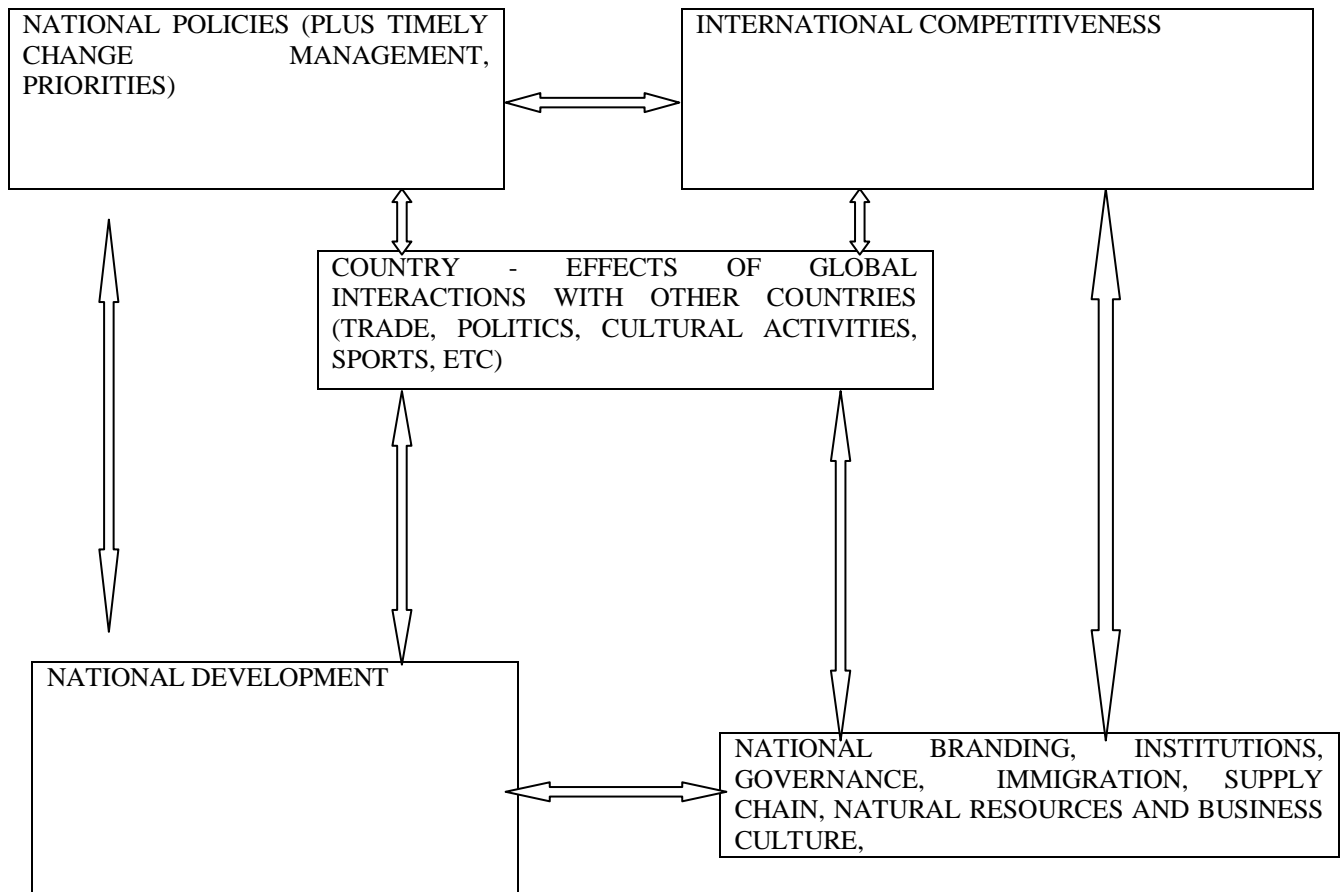 NATIONAL POLICIES (PLUS TIMELY
CHANGE MANAGEMENT,
PRIORITIES)
INTERNATIONAL COMPETITIVENESS
COUNTRY - EFFECTS OF GLOBAL
INTERACTIONS WITH OTHER COUNTRIES
(TRADE, POLITICS, CULTURAL ACTIVITIES,
SPORTS, ETC)
NATIONAL DEVELOPMENT
NATIONAL BRANDING, INSTITUTIONS,
GOVERNANCE, IMMIGRATION, SUPPLY
CHAIN, NATURAL RESOURCES AND BUSINESS
CULTURE,